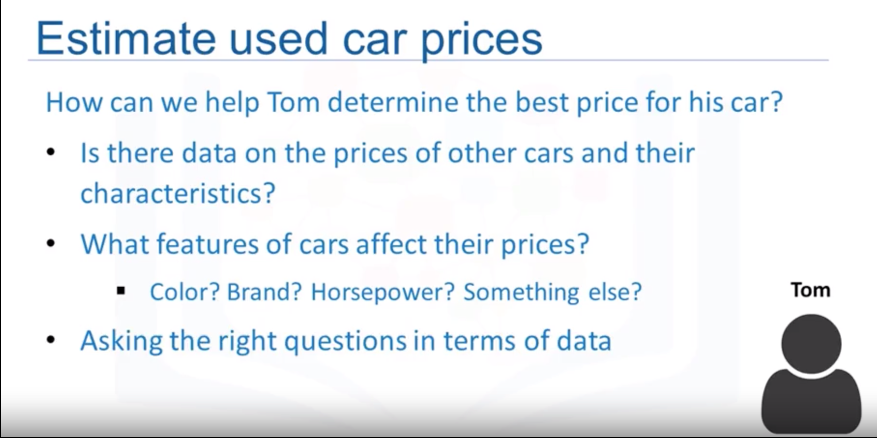 Estimate used car prices
How can we help Tom determine the best price for his car?
• Is there data on the prices of other cars and their
characteristics?
• What features of cars affect their prices?
▪ Color? Brand? Horsepower? Something else?
Tom
• Asking the right questions in terms of data